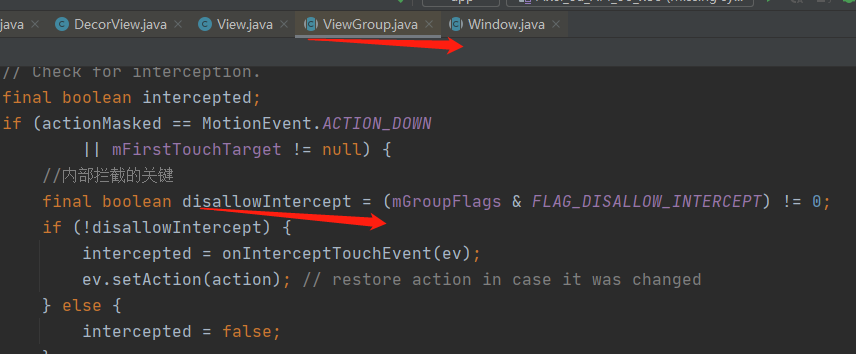 app
java DecorView.java View.java ViewGroup.java Window.java
// Check for interception.
final boolean intercepted;
if (actionMasked == MotionEvent.ACTION_DOWN
|| mFirstTouchTarget != null) {
//内部拦截的关键
final boolean disallowIntercept = (mGroupFlags & FLAG_DISALLOW_INTERCEPT) != 0;
if (!disallowIntercept) {
intercepted = onInterceptTouchEvent(ev);
ev.setAction(action); // restore action in case it was changed
} else {
intercepted = false;